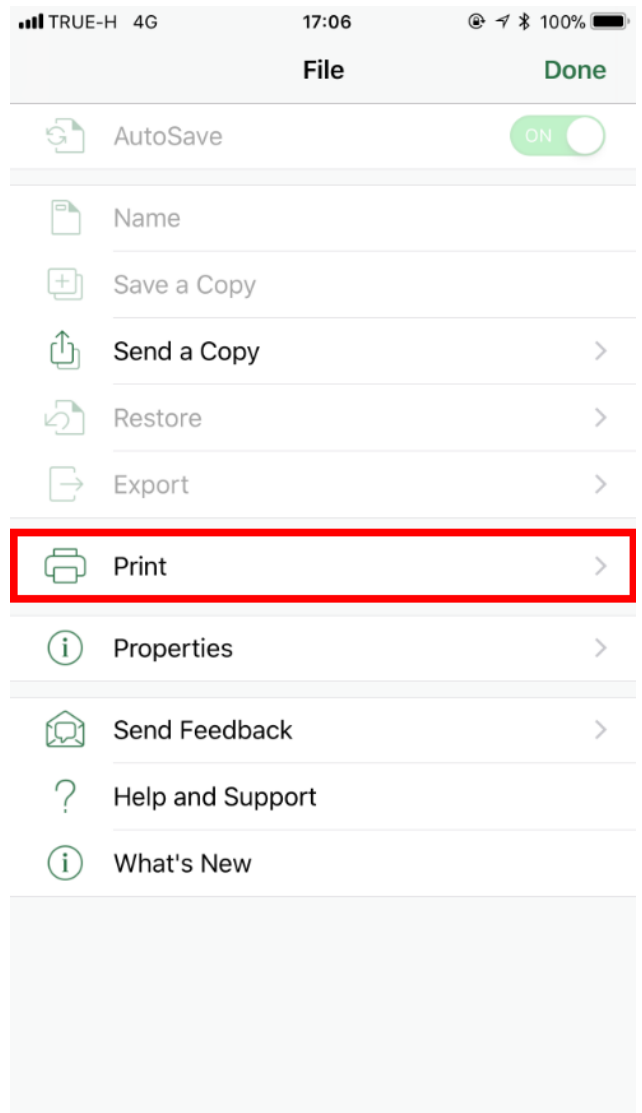 TRUE-H 4G 17:06 100%
File Done
AutoSave ON
Name
Save a Copy
Send a Copy
Restore
Export
Print
Properties
Send Feedback
Help and Support
What's New